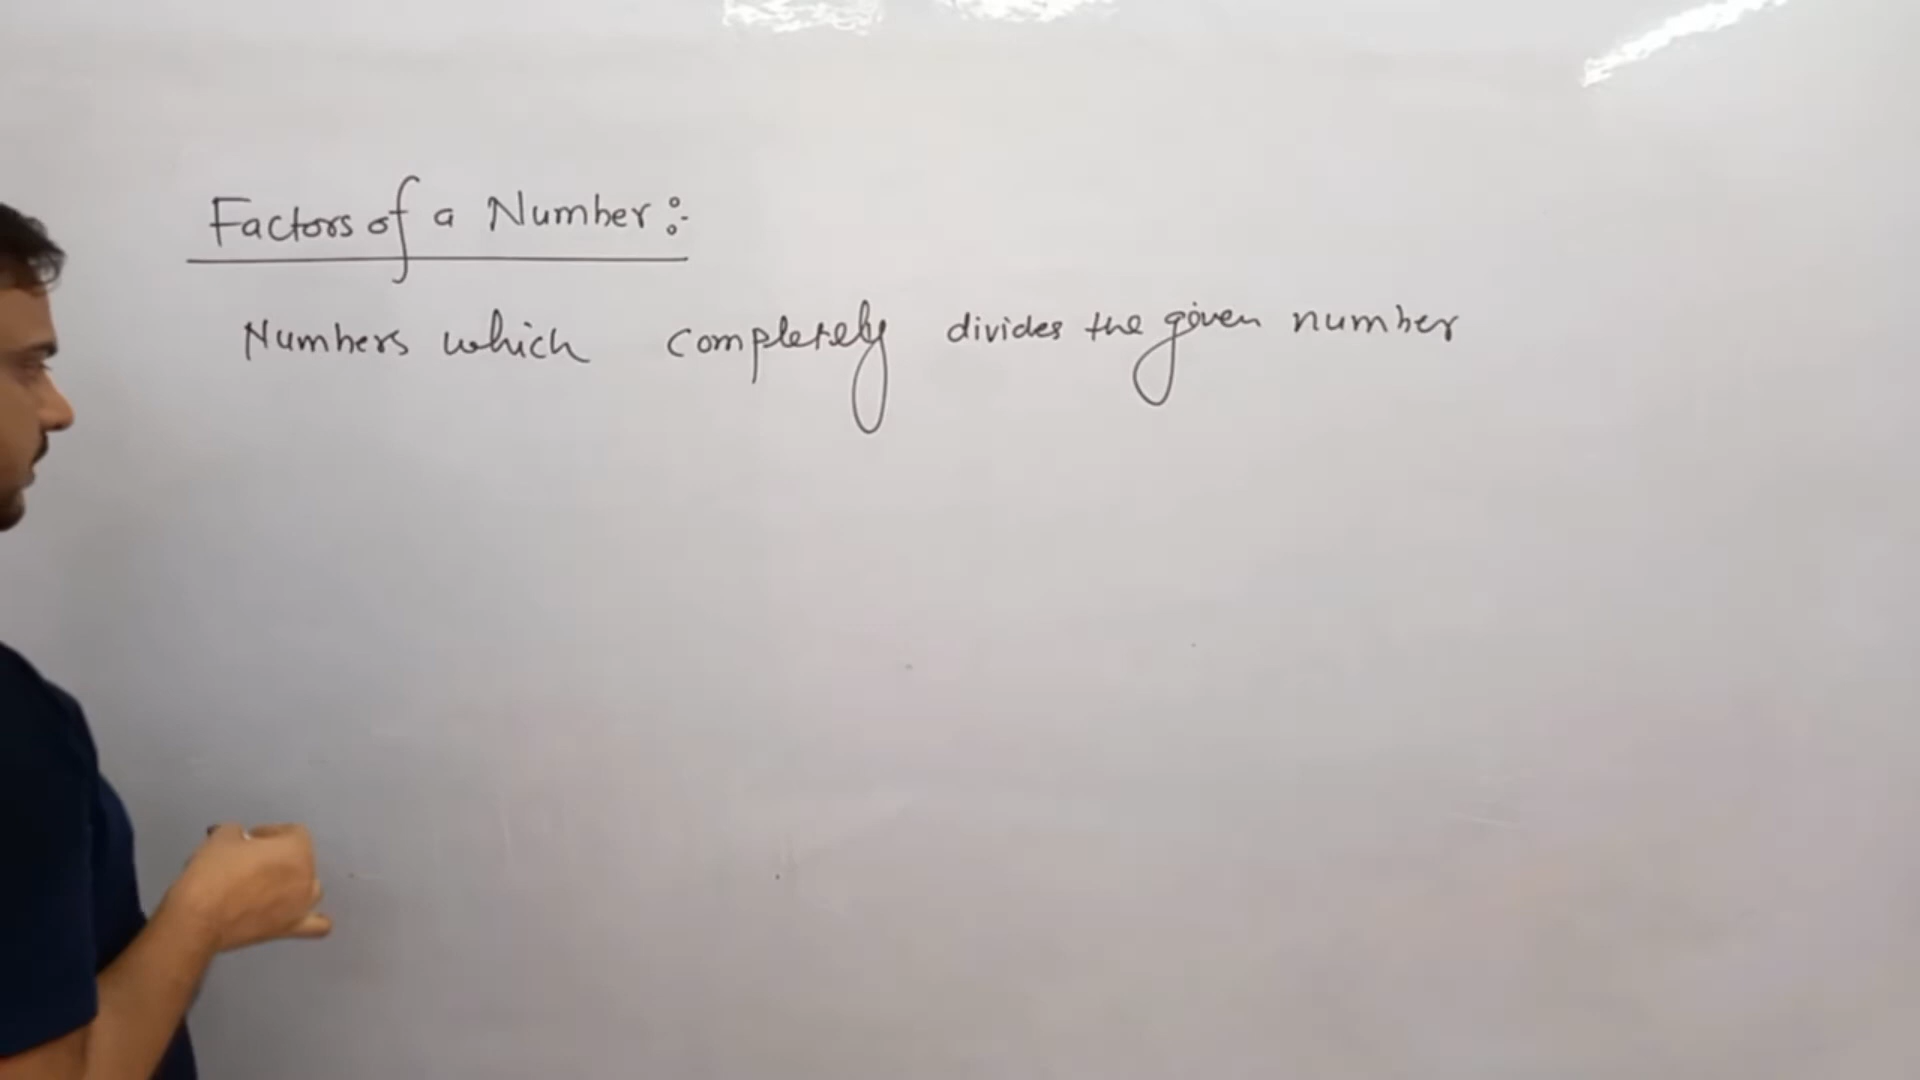 Factors of a Number :-
Numbers which completely divides the given number